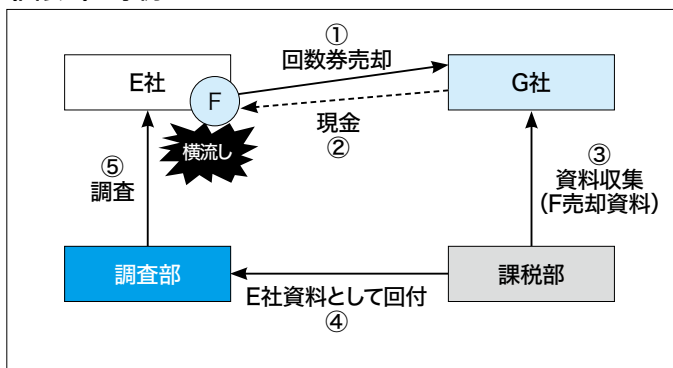 ①
回数券売却
E社
F
G社
横流し
現金
②
⑤
調査
③
資料収集
(F売却資料)
調査部
課税部
E社資料として回付
④